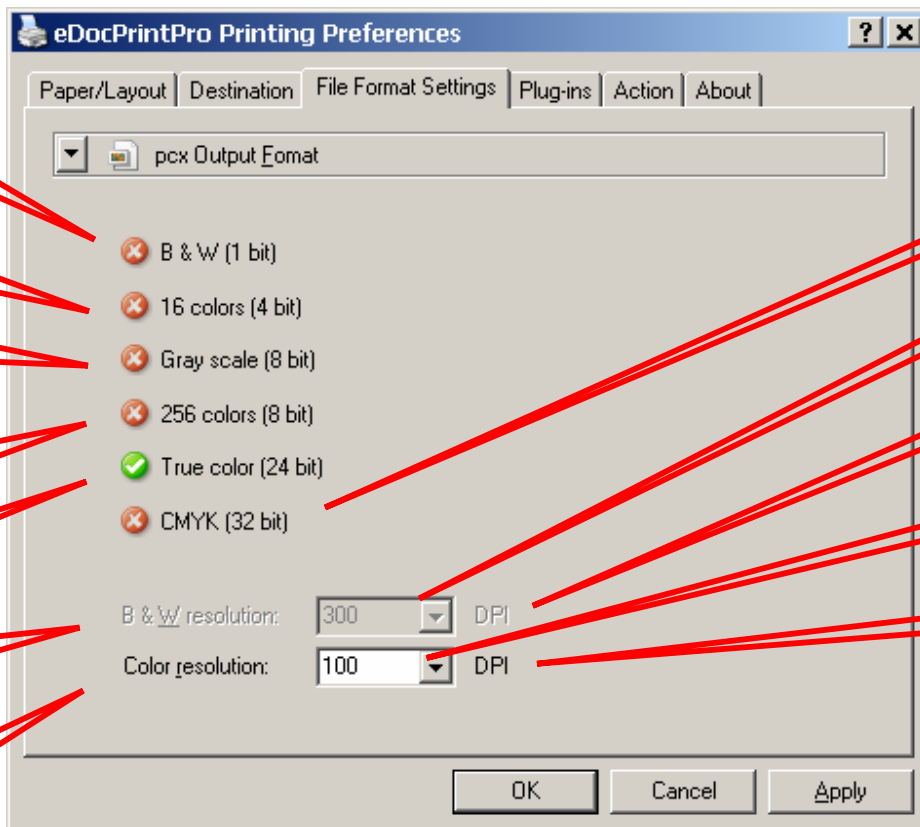 eDocPrintPro Printing Preferences
Paper/Layout Destination File Format Settings Plug-ins Action About
pcx Output Fomat
B & W (1 bit)
16 colors (4 bit)
Gray scale (8 bit)
256 colors (8 bit)
True color (24 bit)
CMYK (32 bit)
B & W resolution: 300 DPI
Color resolution: 100 DPI
OK Cancel Apply